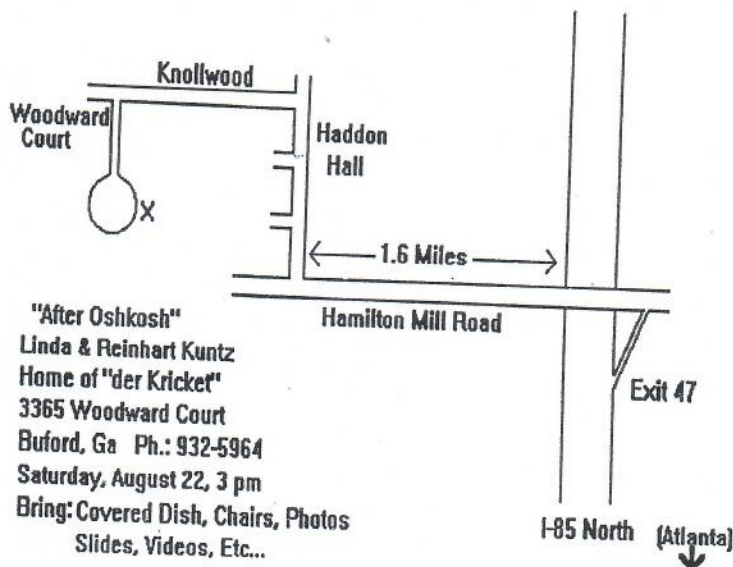 Knollwood
Woodward
Court
Haddon
Hall
X
1.6 Miles
Hamilton Mill Road
Exit 47
I-85 North
(Atlanta)
"After Oshkosh"
Linda & Reinhart Kuntz
Home of "der Kricket"
3365 Woodward Court
Buford, Ga Ph.: 932-5964
Saturday, August 22, 3 pm
Bring: Covered Dish, Chairs, Photos
Slides, Videos, Etc...